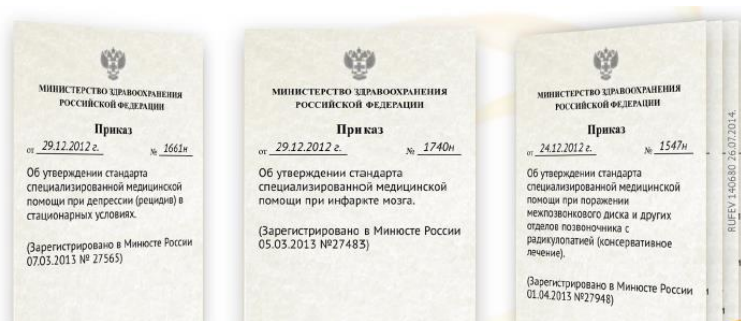 МИНИСТЕРСТВО ЗДРАВООХРАНЕНИЯ
РОССИЙСКОЙ ФЕДЕРАЦИИ
Приказ
от 29.12.2012 г. № 1661н
Об утверждении стандарта
специализированной медицинской
помощи при депрессии (рецидив) в
стационарных условиях.
(Зарегистрировано в Минюсте России
07.03.2013 № 27565)
МИНИСТЕРСТВО ЗДРАВООХРАНЕНИЯ
РОССИЙСКОЙ ФЕДЕРАЦИИ
Приказ
от 29.12.2012 г. № 1740н
Об утверждении стандарта
специализированной медицинской
помощи при инфаркте мозга.
(Зарегистрировано в Минюсте России
05.03.2013 №27483)
МИНИСТЕРСТВО ЗДРАВООХРАНЕНИЯ
РОССИЙСКОЙ ФЕДЕРАЦИИ
Приказ
от 24.12.2012 г. № 1547н
Об утверждении стандарта
специализированной медицинской
помощи при поражении
межпозвонкового диска и других
отделов позвоночника с
радикулопатией (консервативное
лечение).
(Зарегистрировано в Минюсте России
01.04.2013 №27948)
RUFEV 140680 26.07.2014.